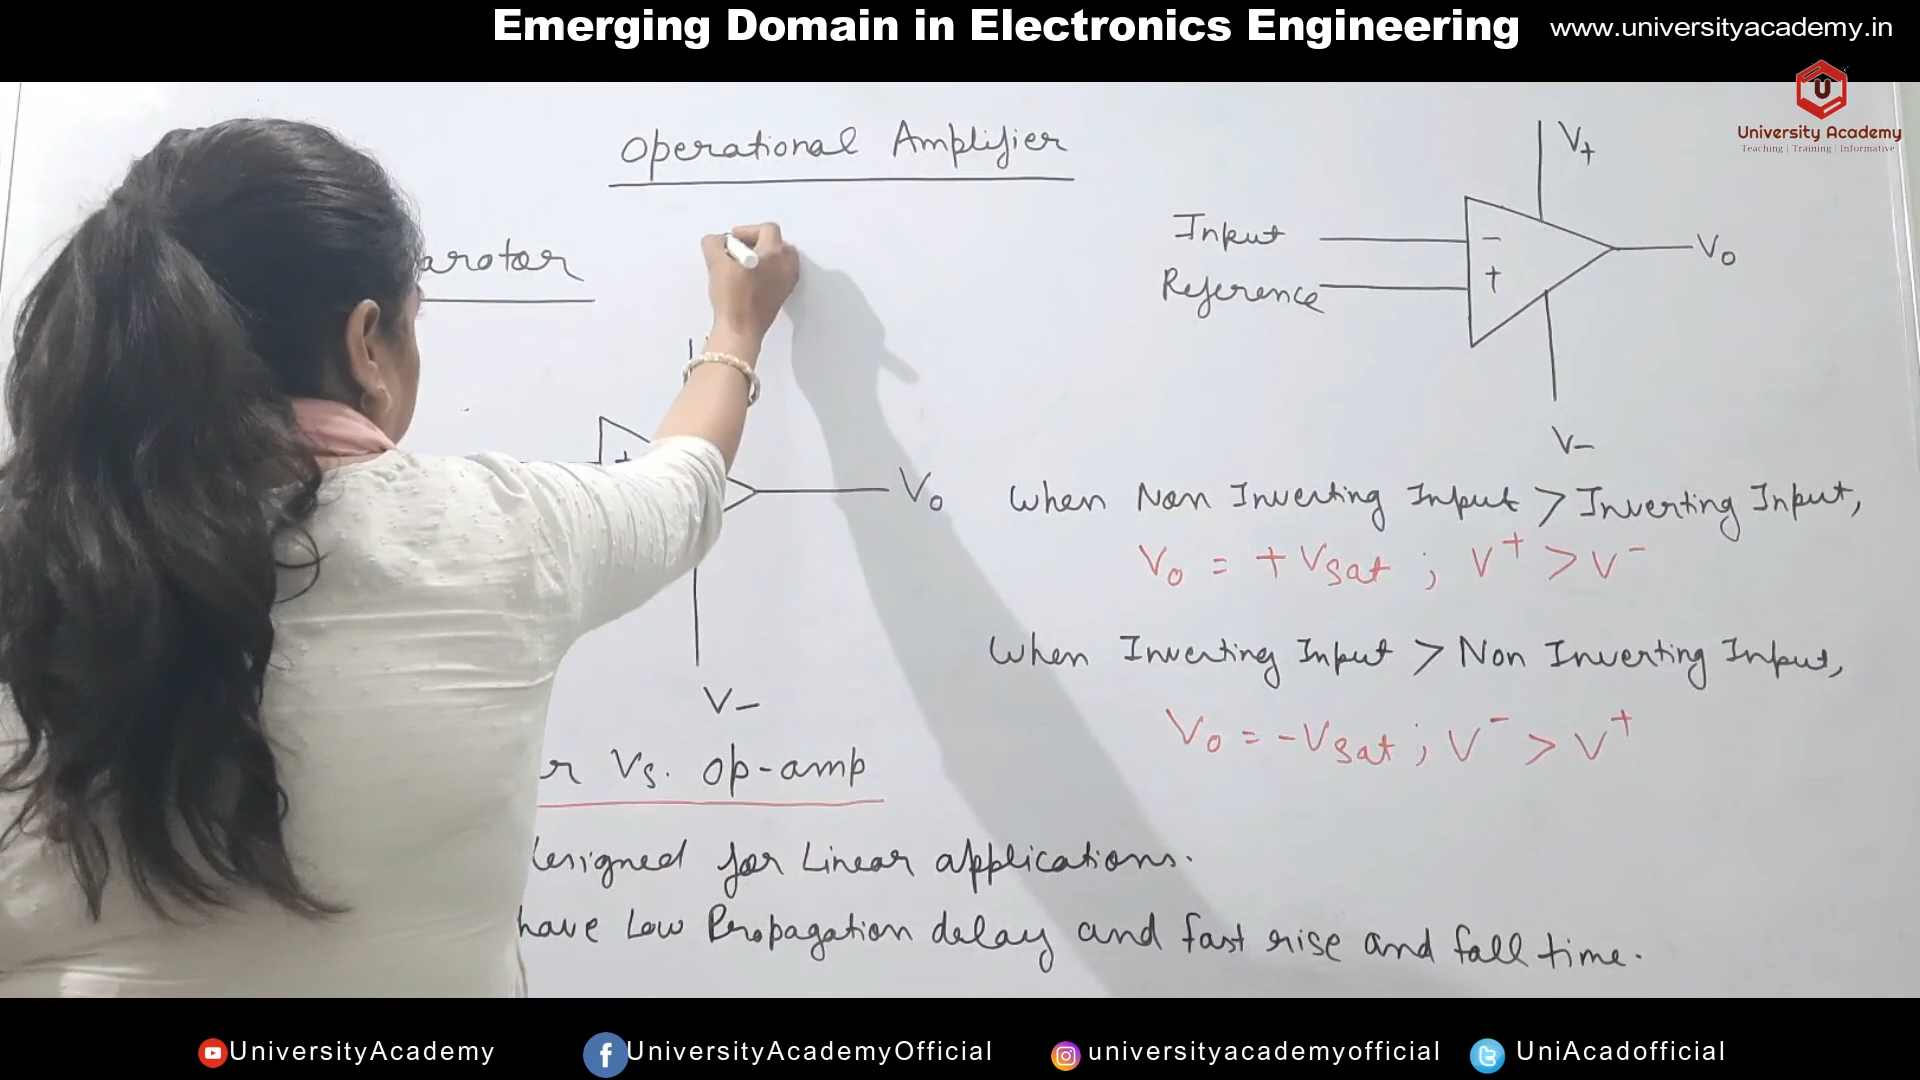 Emerging Domain in Electronics Engineering
www.universityacademy.in
U
University Academy
Teaching | Training | Informative
Operational Amplifier
arator
V+
Input
Reference
-
+
Vo
V-
+
Vo
V-
When Non Inverting Input > Inverting Input,
Vo = + Vsat ; V+ > V-
When Inverting Input > Non Inverting Input,
Vo = -Vsat ; V- > V+
r Vs. op-amp
designed for Linear applications.
have Low Propagation delay and fast rise and fall time.
UniversityAcademy
UniversityAcademyOfficial
universityacademyofficial
UniAcadofficial